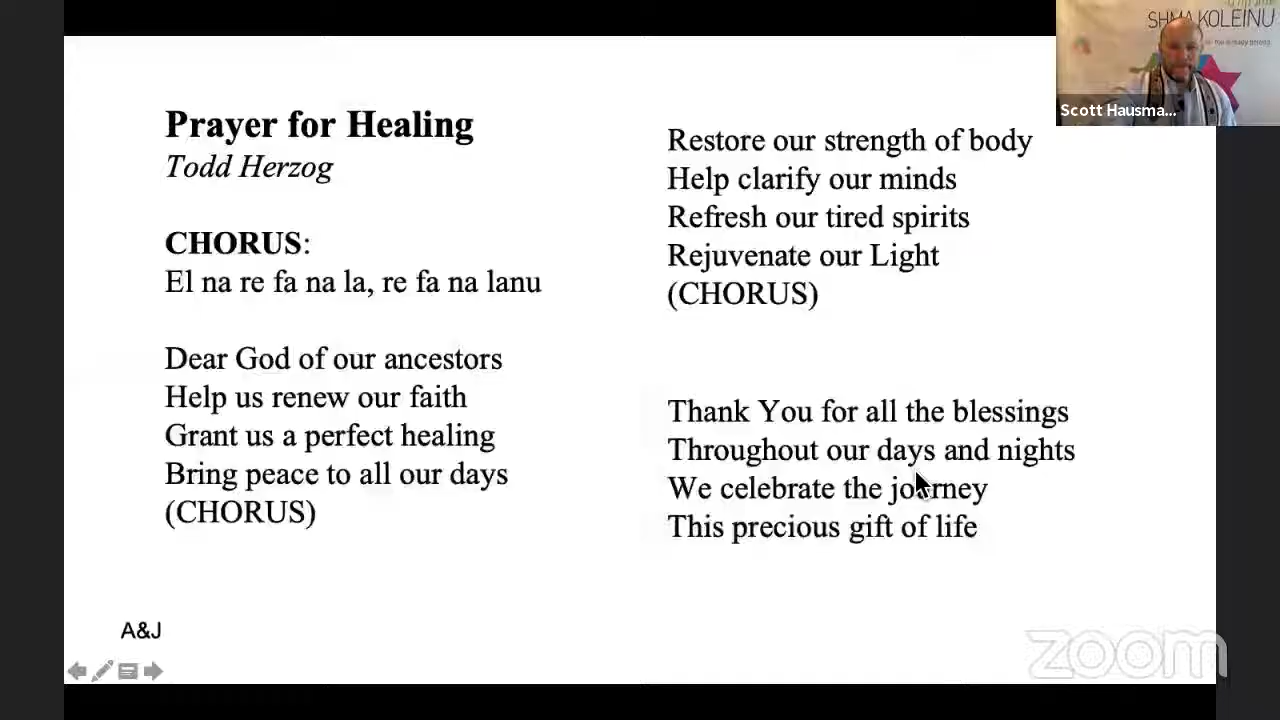 Prayer for Healing
Todd Herzog
CHORUS:
El na re fa na la, re fa na lanu
Dear God of our ancestors
Help us renew our faith
Grant us a perfect healing
Bring peace to all our days
(CHORUS)
Restore our strength of body
Help clarify our minds
Refresh our tired spirits
Rejuvenate our Light
(CHORUS)
Thank You for all the blessings
Throughout our days and nights
We celebrate the journey
This precious gift of life
A&J
SHMA KOLEINU
Scott Hausma...
zoom